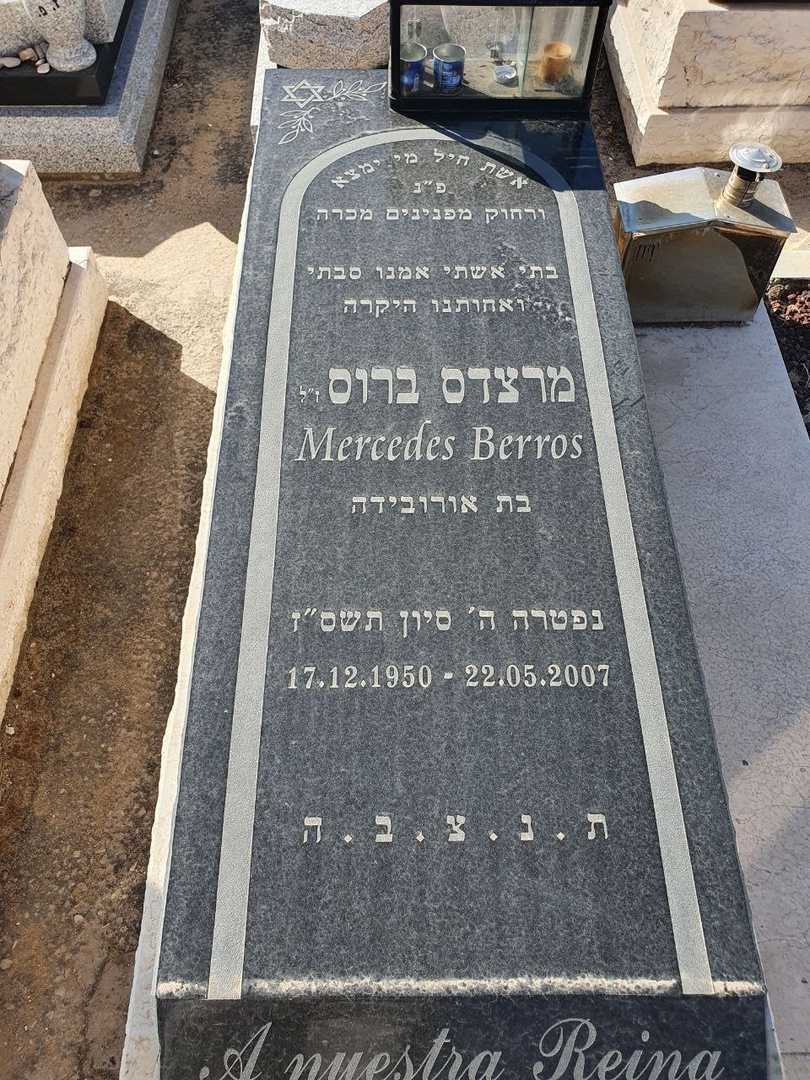 אשת חיל מי ימצא
פ״נ
ורחוק מפנינים מכרה
בתי אשתי אמנו סבתי
ואחותנו היקרה
מרצדס ברוס ז״ל
Mercedes Berros
בת אורובידה
נפטרה ה׳ סיון תשס״ז
17.12.1950 - 22.05.2007
ת . נ . צ . ב . ה
A nuestra Reina